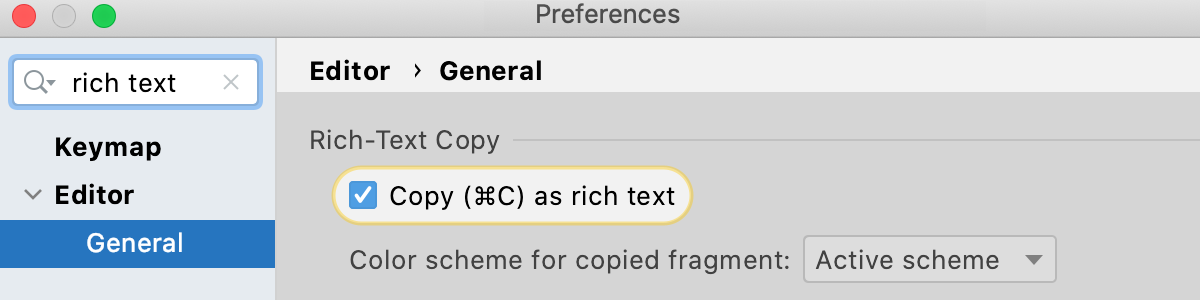 Preferences
rich text
Keymap
Editor
General
Editor › General
Rich-Text Copy
Copy (⌘C) as rich text
Color scheme for copied fragment: Active scheme